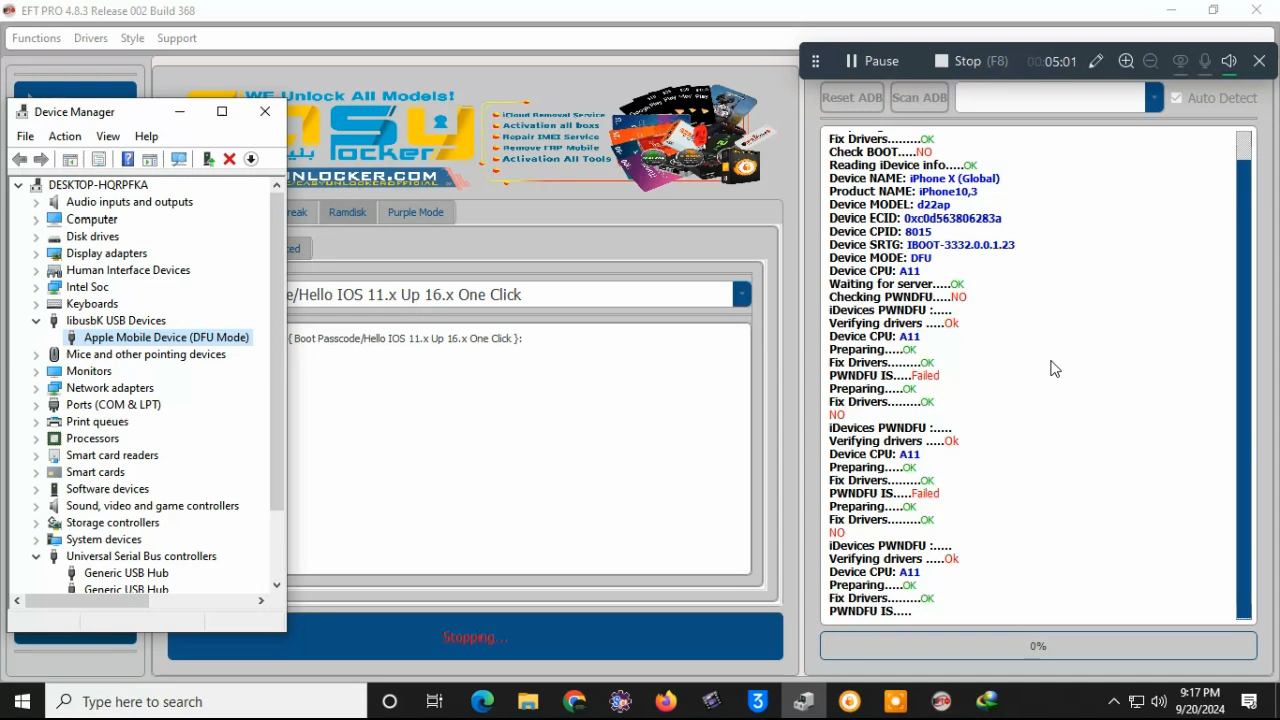 EFT PRO 4.8.3 Release 002 Build 368
Functions Drivers Style Support
Pause Stop (F8) 00:05:01
Device Manager
File Action View Help
DESKTOP-HQRPFKA
Audio inputs and outputs
Computer
Disk drives
Display adapters
Human Interface Devices
Intel Soc
Keyboards
libusbK USB Devices
Apple Mobile Device (DFU Mode)
Mice and other pointing devices
Monitors
Network adapters
Ports (COM & LPT)
Print queues
Processors
Smart card readers
Smart cards
Software devices
Sound, video and game controllers
Storage controllers
System devices
Universal Serial Bus controllers
Generic USB Hub
Generic USB Hub
We Unlock All Models!
iCloud Removal Service
Activation all boxs
Repair IMEI Service
Remove FRP Mobile
Activation All Tools
UNLOCKER.COM
reak Ramdisk Purple Mode
ced
e/Hello IOS 11.x Up 16.x One Click
{ Boot Passcode/Hello IOS 11.x Up 16.x One Click }:
Stopping...
Reset ADB Scan ADB Auto Detect
Fix Drivers.........OK
Check BOOT.....NO
Reading iDevice info.....OK
Device NAME: iPhone X (Global)
Product NAME: iPhone10,3
Device MODEL: d22ap
Device ECID: 0xc0d563806283a
Device CPID: 8015
Device SRTG: IBOOT-3332.0.0.1.23
Device MODE: DFU
Device CPU: A11
Waiting for server.....OK
Checking PWNDFU.....NO
iDevices PWNDFU :.....
Verifying drivers .....Ok
Device CPU: A11
Preparing.....OK
Fix Drivers.........OK
PWNDFU IS.....Failed
Preparing.....OK
Fix Drivers.........OK
NO
iDevices PWNDFU :.....
Verifying drivers .....Ok
Device CPU: A11
Preparing.....OK
Fix Drivers.........OK
PWNDFU IS.....Failed
Preparing.....OK
Fix Drivers.........OK
NO
iDevices PWNDFU :.....
Verifying drivers .....Ok
Device CPU: A11
Preparing.....OK
Fix Drivers.........OK
PWNDFU IS.....
0%
Type here to search
9:17 PM
9/20/2024